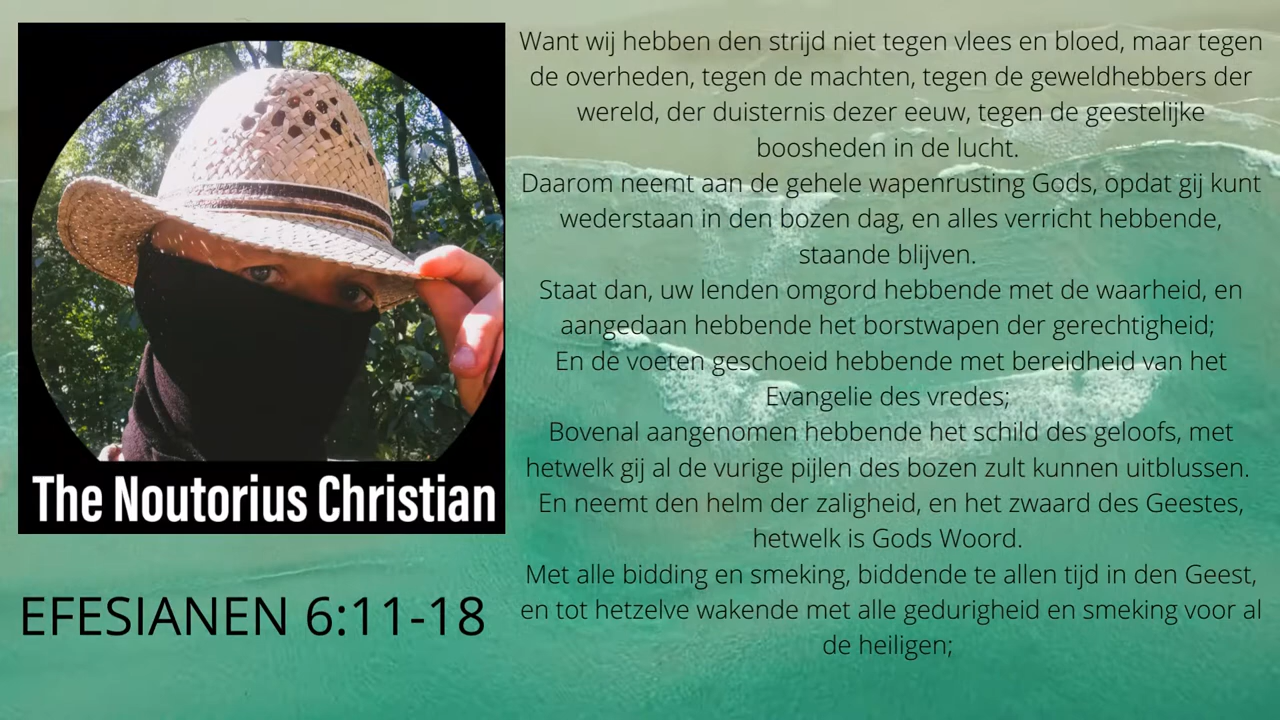 Want wij hebben den strijd niet tegen vlees en bloed, maar tegen
de overheden, tegen de machten, tegen de geweldhebbers der
wereld, der duisternis dezer eeuw, tegen de geestelijke
boosheden in de lucht.
Daarom neemt aan de gehele wapenrusting Gods, opdat gij kunt
wederstaan in den bozen dag, en alles verricht hebbende,
staande blijven.
Staat dan, uw lenden omgord hebbende met de waarheid, en
aangedaan hebbende het borstwapen der gerechtigheid;
En de voeten geschoeid hebbende met bereidheid van het
Evangelie des vredes;
Bovenal aangenomen hebbende het schild des geloofs, met
hetwelk gij al de vurige pijlen des bozen zult kunnen uitblussen.
En neemt den helm der zaligheid, en het zwaard des Geestes,
hetwelk is Gods Woord.
Met alle bidding en smeking, biddende te allen tijd in den Geest,
en tot hetzelve wakende met alle gedurigheid en smeking voor al
de heiligen;
The Noutorius Christian
EFESIANEN 6:11-18